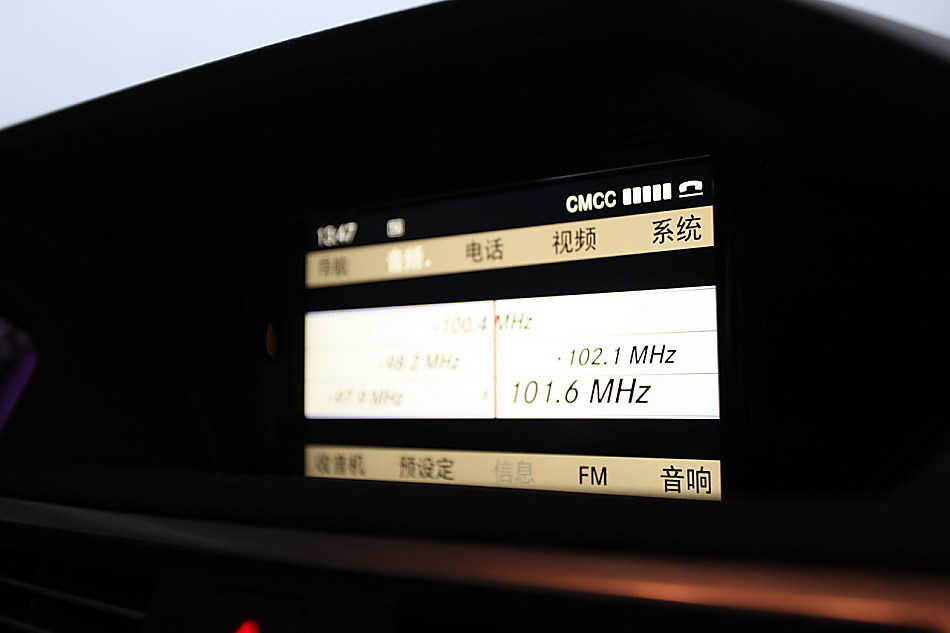 13:47 CMCC
导航 音频 电话 视频 系统
100.4 MHz
98.2 MHz 102.1 MHz
97.9 MHz 101.6 MHz
收音机 预设定 信息 FM 音响